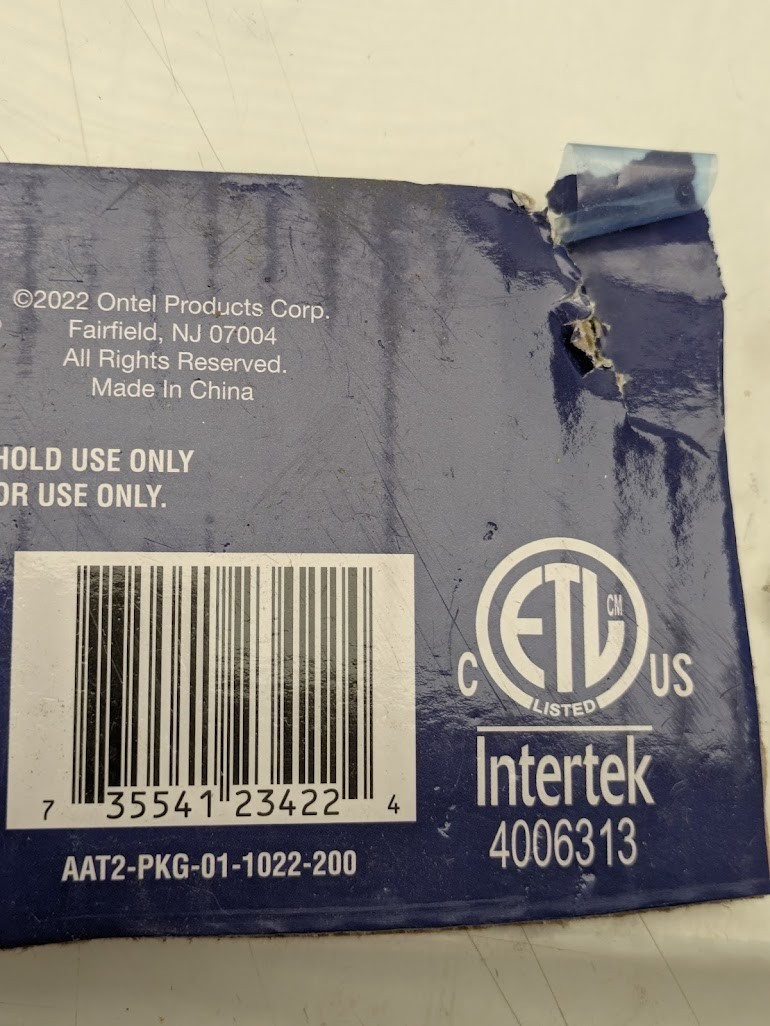 ©2022 Ontel Products Corp.
Fairfield, NJ 07004
All Rights Reserved.
Made In China
HOLD USE ONLY
OR USE ONLY.
7 35541 23422 4
AAT2-PKG-01-1022-200
ETL CM
C US
LISTED
Intertek
4006313